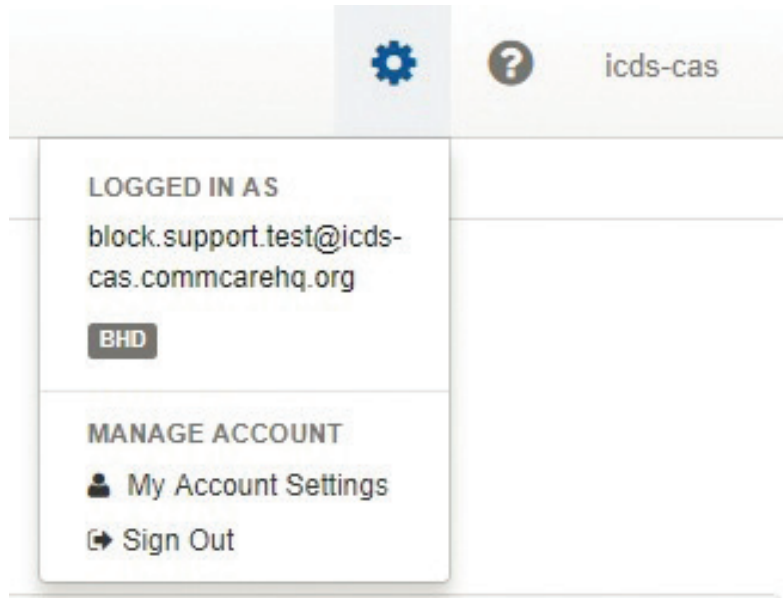 icds-cas
LOGGED IN AS
block.support.test@icds-
cas.commcarehq.org
BHD
MANAGE ACCOUNT
My Account Settings
Sign Out